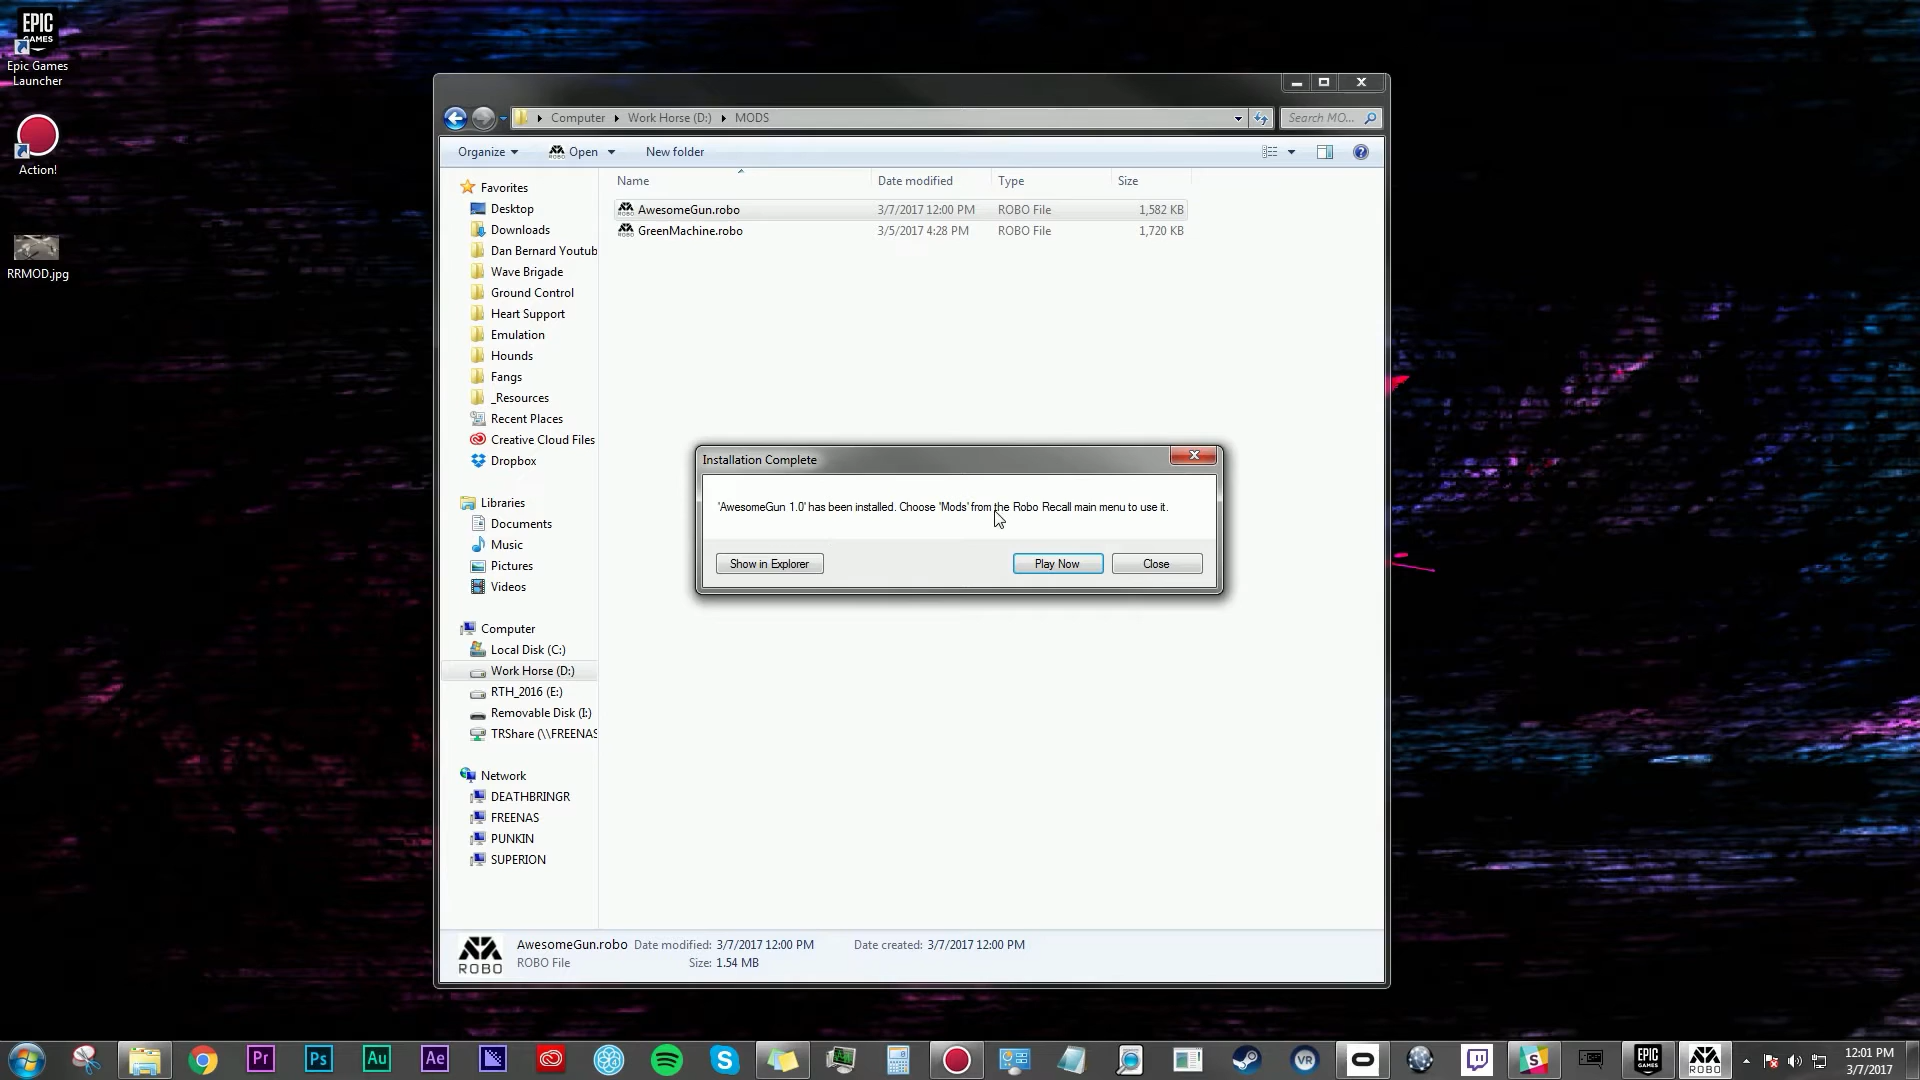 EPIC
GAMES
Epic Games
Launcher
Action!
RRMOD.jpg
Computer
Work Horse (D:)
MODS
Search MO...
Organize
ROBO
Open
New folder
Name
Date modified
Type
Size
Favorites
Desktop
Downloads
Dan Bernard Youtub
Wave Brigade
Ground Control
Heart Support
Emulation
Hounds
Fangs
_Resources
Recent Places
Creative Cloud Files
Dropbox
Libraries
Documents
Music
Pictures
Videos
Computer
Local Disk (C:)
Work Horse (D:)
RTH_2016 (E:)
Removable Disk (I:)
TRShare (\\FREENAS
Network
DEATHBRINGR
FREENAS
PUNKIN
SUPERION
ROBO AwesomeGun.robo 3/7/2017 12:00 PM ROBO File 1,582 KB
ROBO GreenMachine.robo 3/5/2017 4:28 PM ROBO File 1,720 KB
Installation Complete
'AwesomeGun 1.0' has been installed. Choose 'Mods' from the Robo Recall main menu to use it.
Show in Explorer
Play Now
Close
ROBO
AwesomeGun.robo Date modified: 3/7/2017 12:00 PM Date created: 3/7/2017 12:00 PM
ROBO File Size: 1.54 MB
Pr
Ps
Au
Ae
VR
S
EPIC
GAMES
ROBO
12:01 PM
3/7/2017